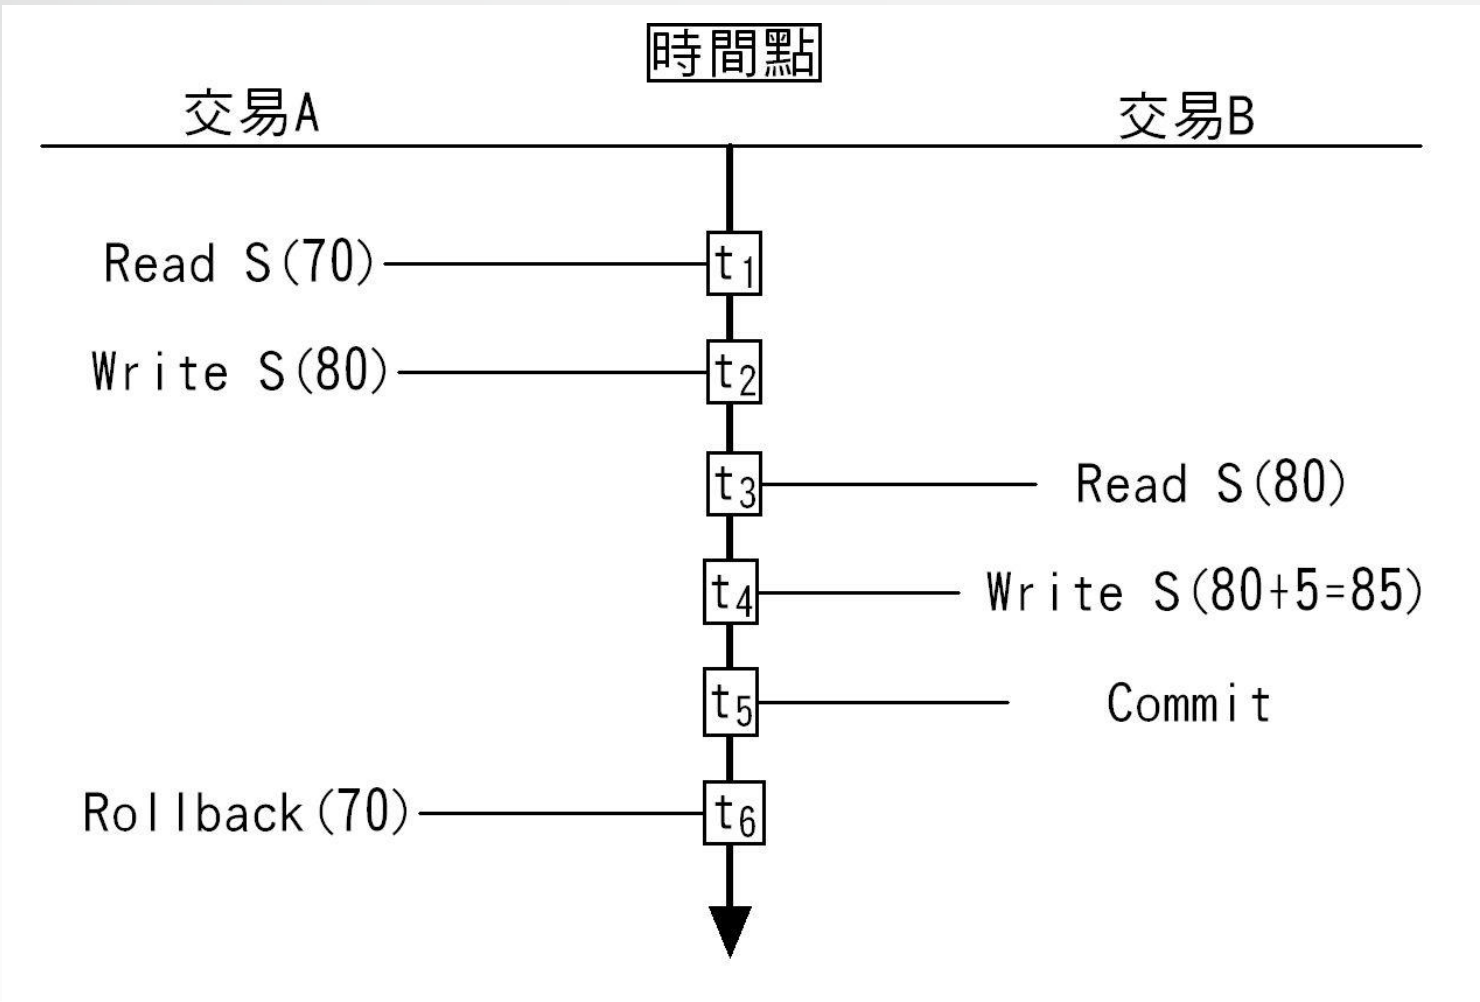 時間點
交易A
交易B
Read S(70)
t1
Write S(80)
t2
t3
Read S(80)
t4
Write S(80+5=85)
t5
Commit
Rollback(70)
t6